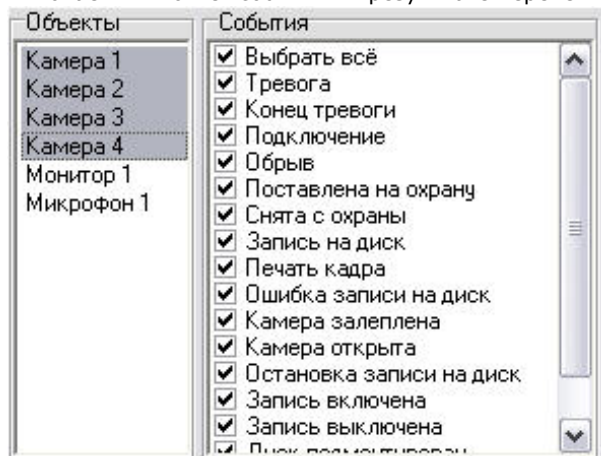 Объекты
Камера 1
Камера 2
Камера 3
Камера 4
Монитор 1
Микрофон 1
События
Выбрать всё
Тревога
Конец тревоги
Подключение
Обрыв
Поставлена на охрану
Снята с охраны
Запись на диск
Печать кадра
Ошибка записи на диск
Камера залеплена
Камера открыта
Остановка записи на диск
Запись включена
Запись выключена